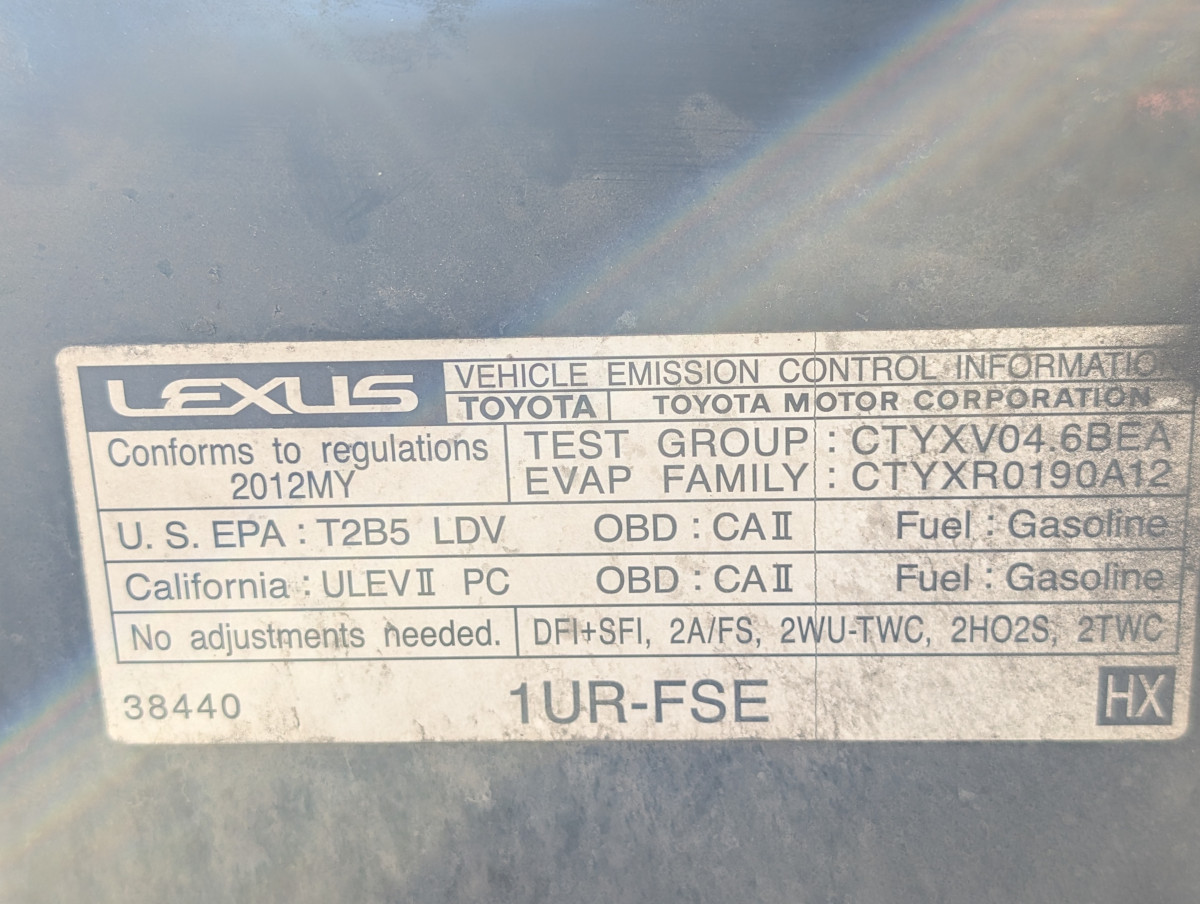 LEXUS
VEHICLE EMISSION CONTROL INFORMATION
TOYOTA TOYOTA MOTOR CORPORATION
Conforms to regulations
2012MY
TEST GROUP : CTYXV04.6BEA
EVAP FAMILY : CTYXR0190A12
U. S. EPA : T2B5 LDV OBD : CAⅡ Fuel : Gasoline
California : ULEVⅡ PC OBD : CAⅡ Fuel : Gasoline
No adjustments needed. DFI+SFI, 2A/FS, 2WU-TWC, 2HO2S, 2TWC
38440 1UR-FSE HX